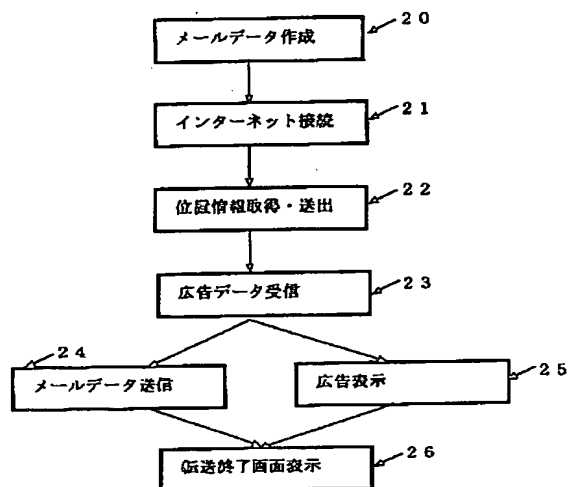 メールデータ作成
20
インターネット接続
21
位置情報取得・送出
22
広告データ受信
23
24
メールデータ送信
広告表示
25
転送終了画面表示
26